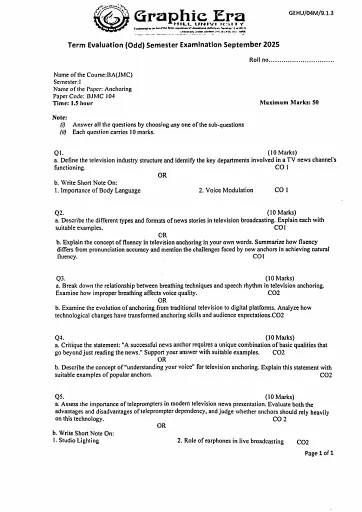 GEHU/04M/9.1.3
Graphic Era
HILL UNIVERSITY
Term Evaluation (Odd) Semester Examination September 2025
Roll no.
Name of the Course:BA(JMC)
Semester:I
Name of the Paper: Anchoring
Paper Code: BJMC 104
Time: 1.5 hour Maximum Marks: 50
Note:
(i) Answer all the questions by choosing any one of the sub-questions
(ii) Each question carries 10 marks.
Q1. (10 Marks)
a. Define the television industry structure and identify the key departments involved in a TV news channel's
functioning. CO 1
OR
b. Write Short Note On:
1. Importance of Body Language 2. Voice Modulation CO 1
Q2. (10 Marks)
a. Describe the different types and formats of news stories in television broadcasting. Explain each with
suitable examples. CO1
OR
b. Explain the concept of fluency in television anchoring in your own words. Summarize how fluency
differs from pronunciation accuracy and mention the challenges faced by new anchors in achieving natural
fluency. CO1
Q3. (10 Marks)
a. Break down the relationship between breathing techniques and speech rhythm in television anchoring.
Examine how improper breathing affects voice quality. CO2
OR
b. Examine the evolution of anchoring from traditional television to digital platforms. Analyze how
technological changes have transformed anchoring skills and audience expectations.CO2
Q4. (10 Marks)
a. Critique the statement: "A successful news anchor requires a unique combination of basic qualities that
go beyond just reading the news." Support your answer with suitable examples. CO2
OR
b. Describe the concept of "understanding your voice" for television anchoring. Explain this statement with
suitable examples of popular anchors. CO2
Q5. (10 Marks)
a. Assess the importance of teleprompters in modern television news presentation. Evaluate both the
advantages and disadvantages of teleprompter dependency, and judge whether anchors should rely heavily
on this technology. CO 2
OR
b. Write Short Note On:
1. Studio Lighting 2. Role of earphones in live broadcasting CO2
Page 1 of 1